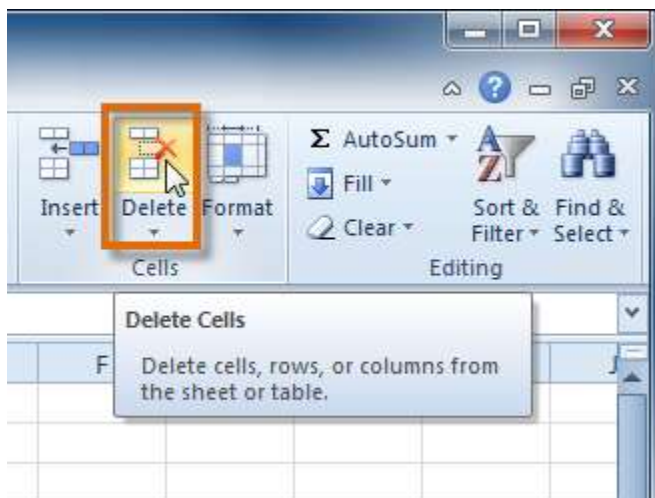 Σ AutoSum
Fill
Clear
Insert Delete Format
Sort &
Filter
Find &
Select
Cells
Editing
Delete Cells
Delete cells, rows, or columns from
the sheet or table.
F
J